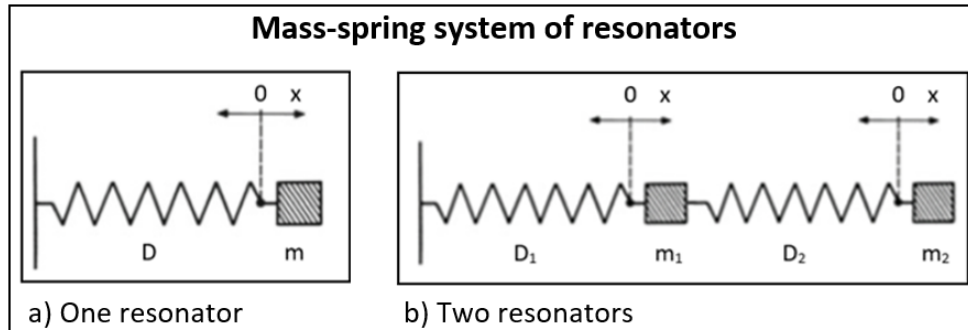 Mass-spring system of resonators
0 x
D
m
a) One resonator
0 x
0 x
D₁
m₁
D₂
m₂
b) Two resonators